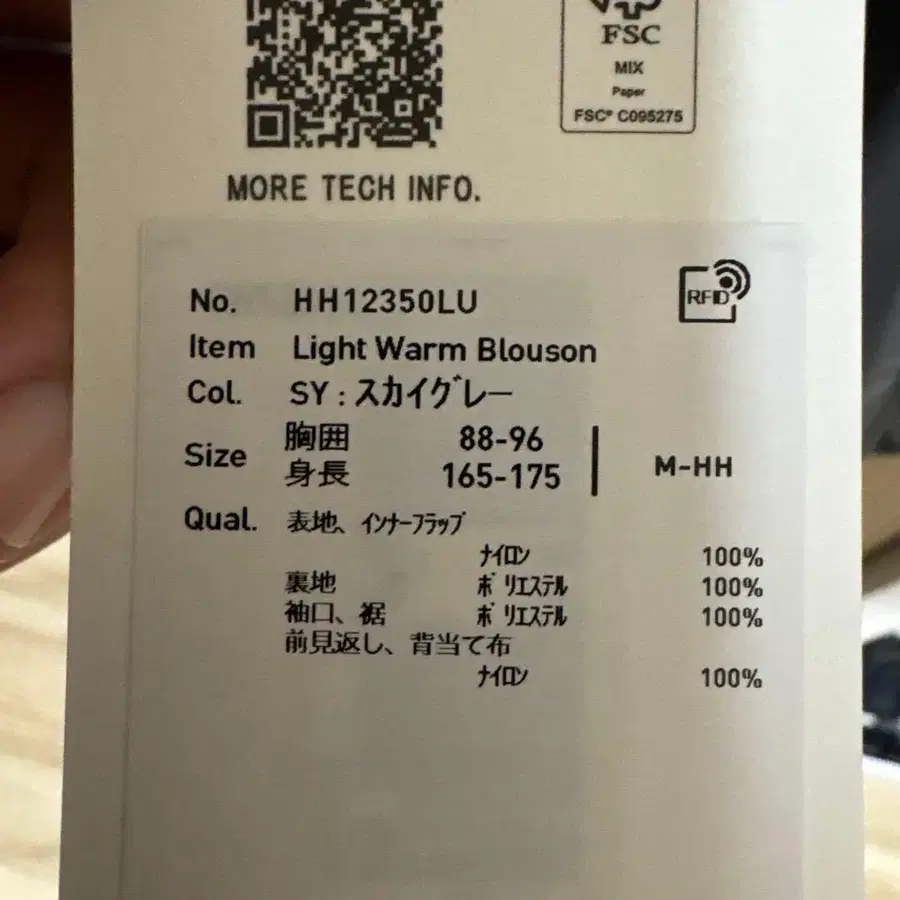 FSC
MIX
Paper
FSC® C095275
MORE TECH INFO.
RFID
No. HH12350LU
Item Light Warm Blouson
Col. SY : スカイグレー
Size 胸囲 88-96
身長 165-175
M-HH
Qual. 表地、インナーフラップ
ナイロン 100%
裏地 ポリエステル 100%
袖口、裾 ポリエステル 100%
前見返し、背当て布
ナイロン 100%